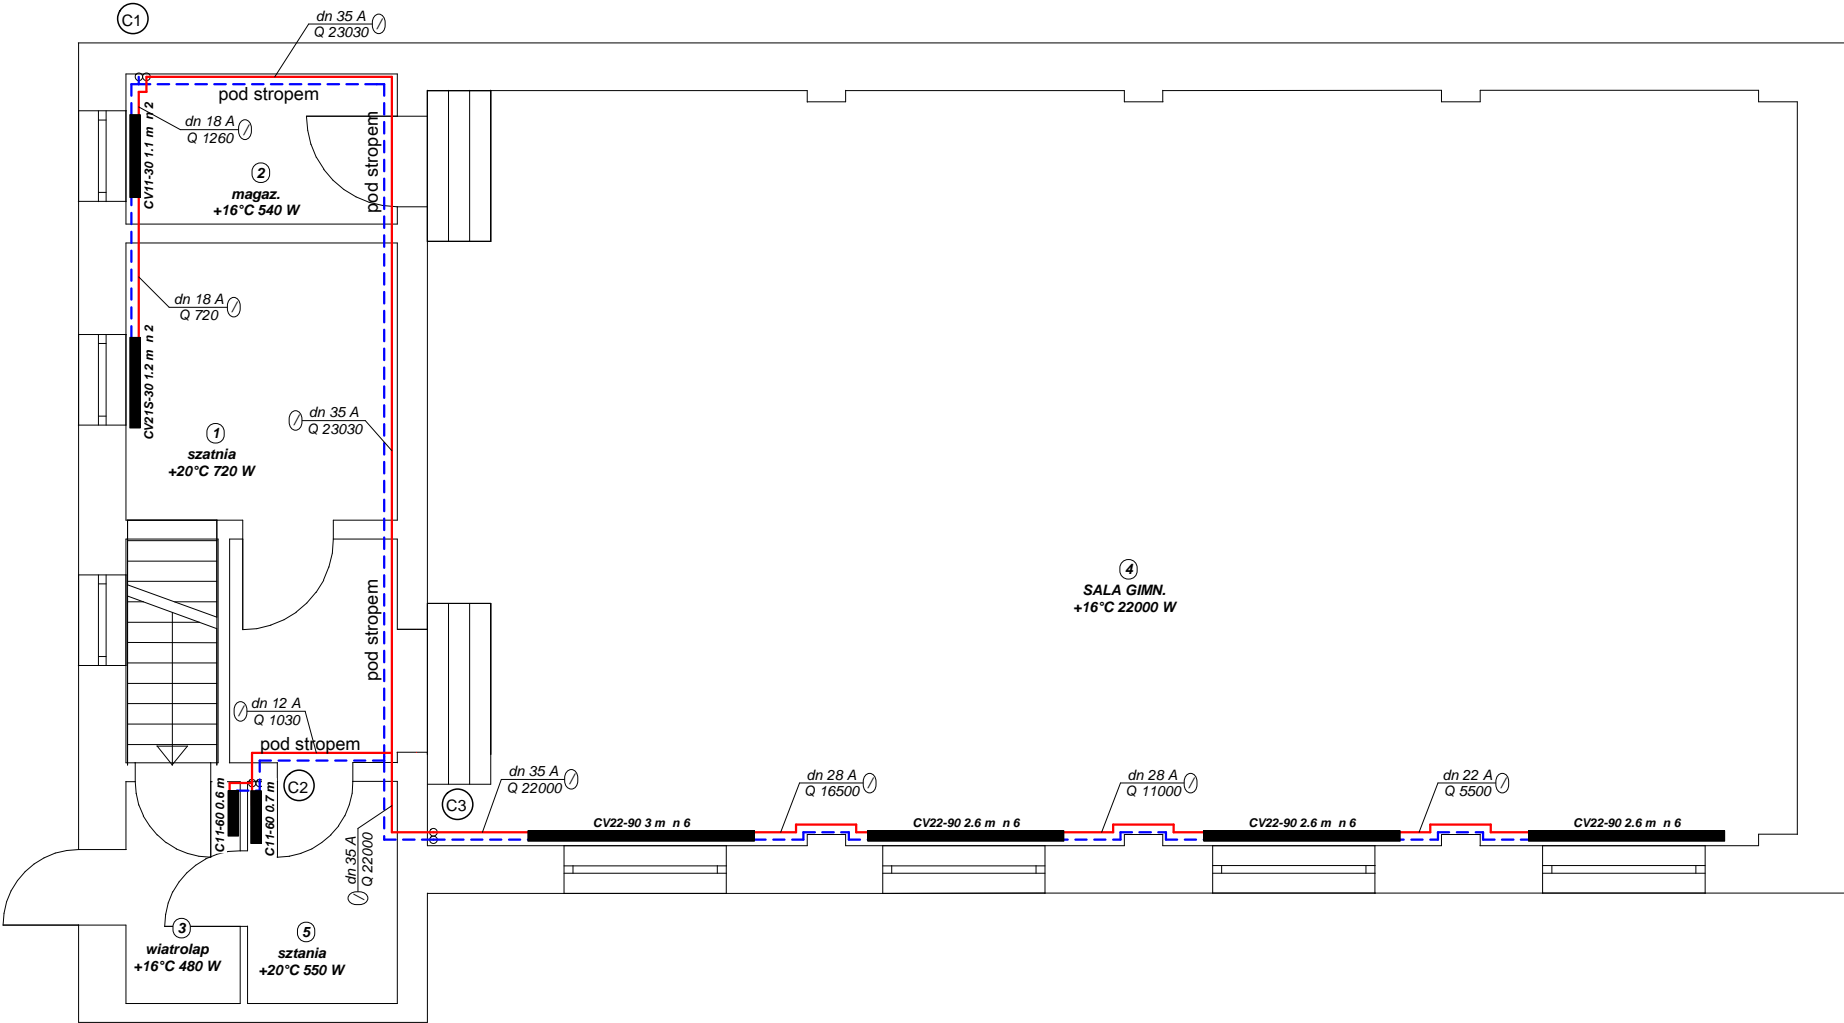 C1
dn 35 A
Q 23030
pod stropem
dn 18 A
Q 1260
CV11-30 1.1 m  n 2
pod stropem
2
magaz.
+16°C 540 W
dn 18 A
Q 720
CV21S-30 1.2 m  n 2
dn 35 A
Q 23030
1
szatnia
+20°C 720 W
4
SALA GIMN.
+16°C 22000 W
pod stropem
dn 12 A
Q 1030
pod stropem
C2
C11-60 0.6 m
C11-60 0.7 m
C3
dn 35 A
Q 22000
dn 28 A
Q 16500
dn 28 A
Q 11000
dn 22 A
Q 5500
CV22-90 3 m  n 6
CV22-90 2.6 m  n 6
CV22-90 2.6 m  n 6
CV22-90 2.6 m  n 6
dn 35 A
Q 22000
3
wiatrolap
+16°C 480 W
5
sztania
+20°C 550 W